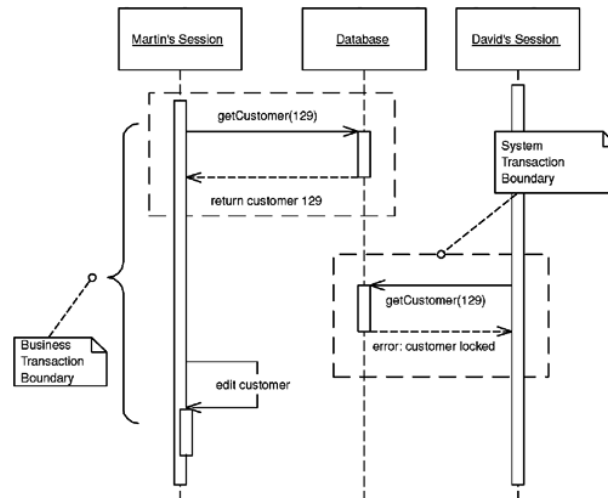 Martin's Session
Database
David's Session
getCustomer(129)
return customer 129
System
Transaction
Boundary
getCustomer(129)
error: customer locked
Business
Transaction
Boundary
edit customer